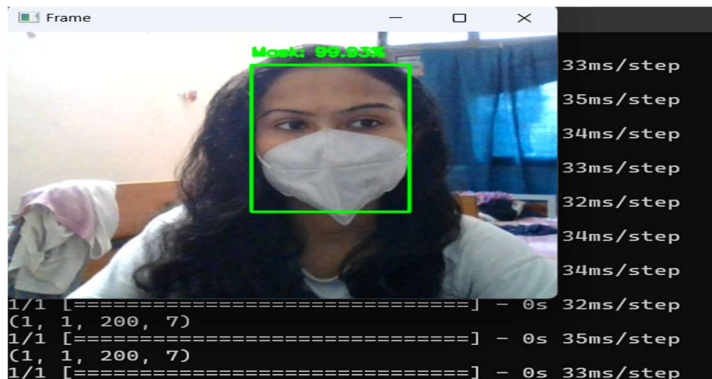 Frame
Mask: 99.93%
33ms/step
35ms/step
34ms/step
33ms/step
32ms/step
34ms/step
34ms/step
1/1 [==============================] - 0s 32ms/step
(1, 1, 200, 7)
1/1 [==============================] - 0s 35ms/step
(1, 1, 200, 7)
1/1 [==============================] - 0s 33ms/step